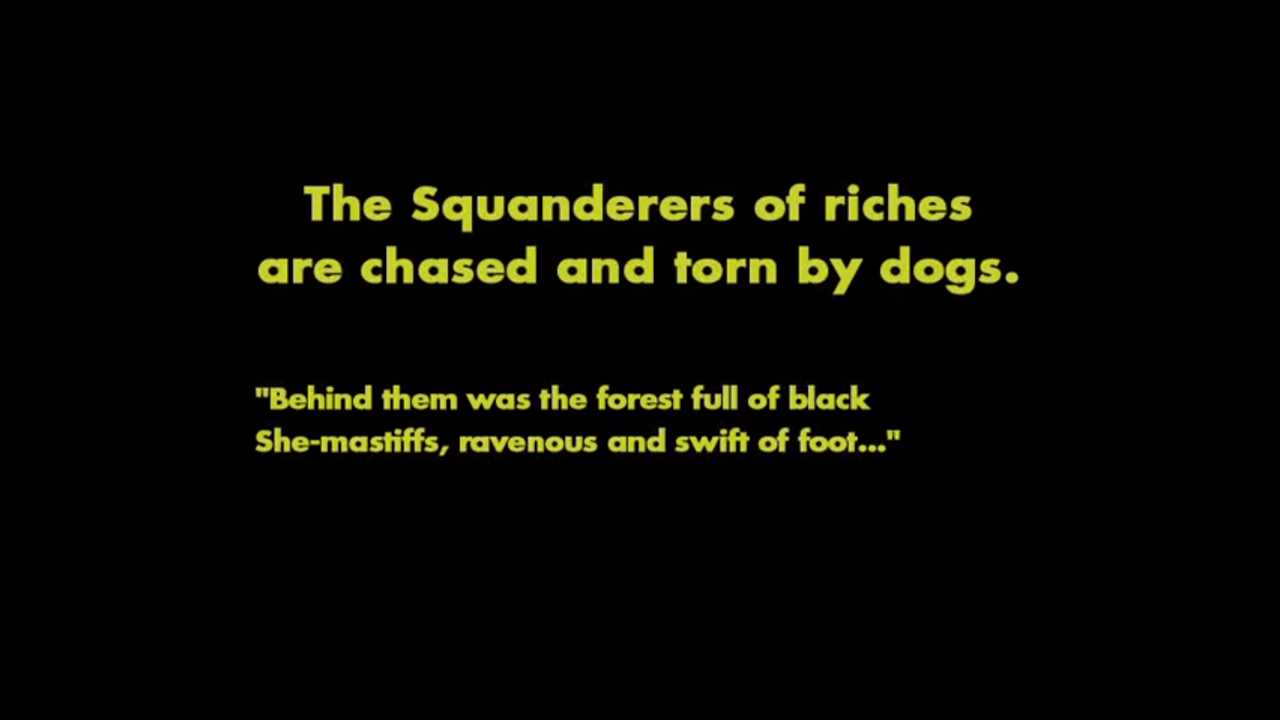 The Squanderers of riches
are chased and torn by dogs.
"Behind them was the forest full of black
She-mastiffs, ravenous and swift of foot..."